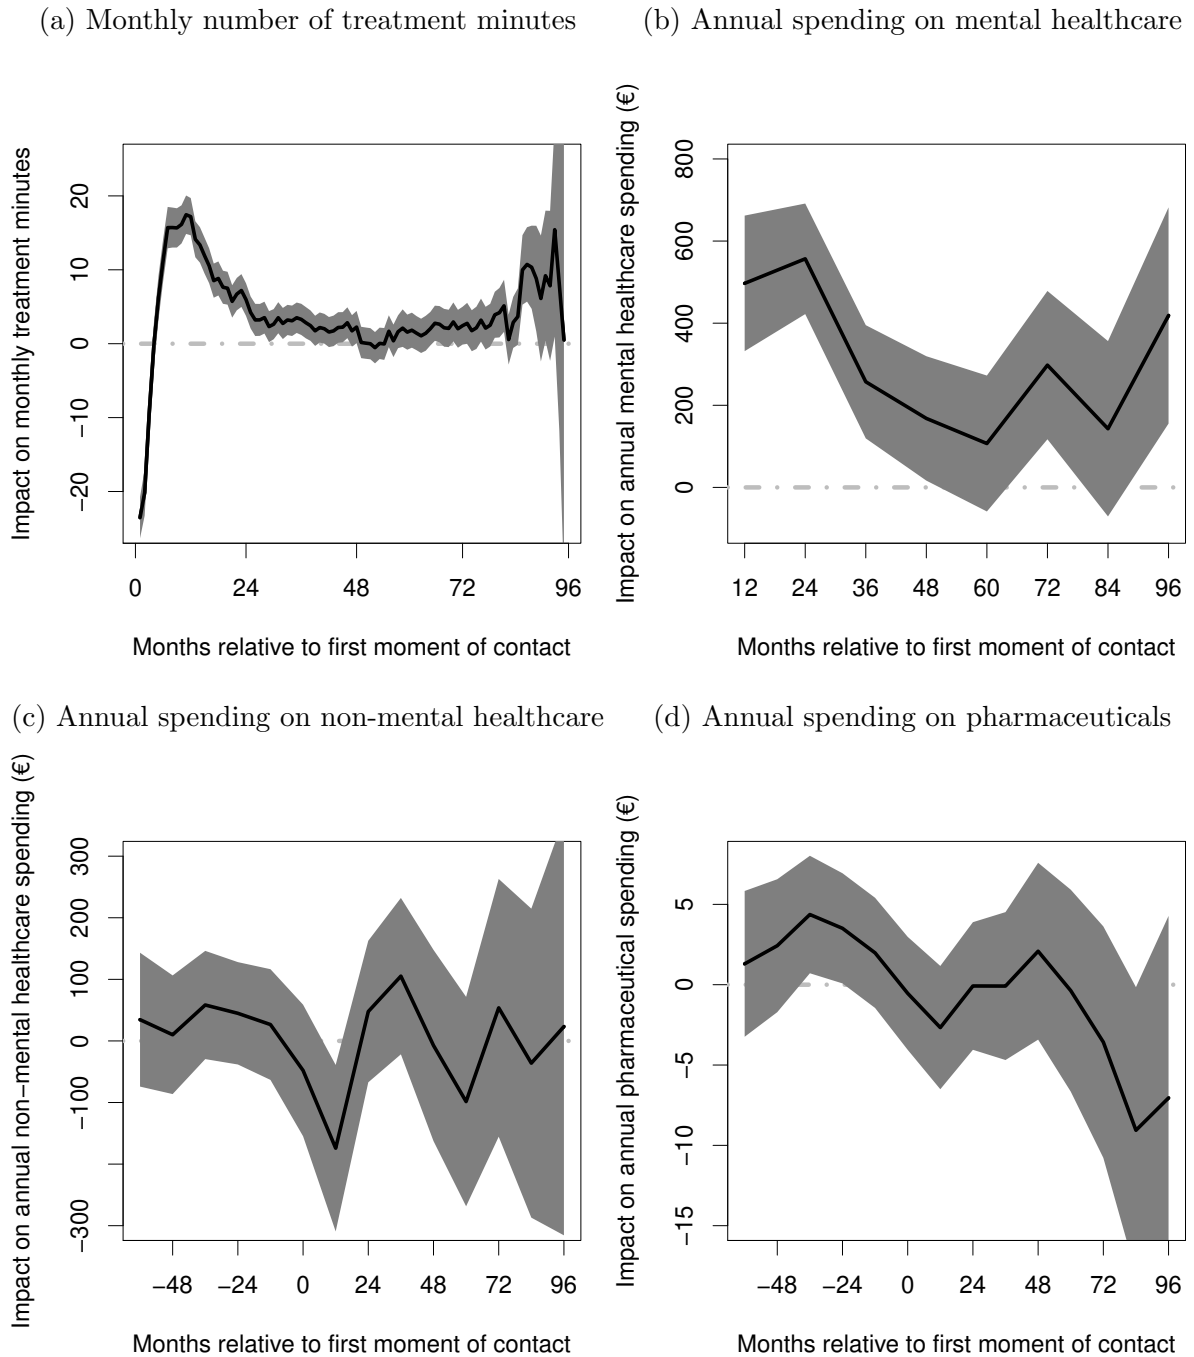 (a) Monthly number of treatment minutes
(b) Annual spending on mental healthcare
Impact on monthly treatment minutes
20
10
0
−10
−20
0 24 48 72 96
Months relative to first moment of contact
Impact on annual mental healthcare spending (€)
800
600
400
200
0
12 24 36 48 60 72 84 96
Months relative to first moment of contact
(c) Annual spending on non-mental healthcare
(d) Annual spending on pharmaceuticals
Impact on annual non−mental healthcare spending (€)
300
200
100
0
−100
−300
−48 −24 0 24 48 72 96
Months relative to first moment of contact
Impact on annual pharmaceutical spending (€)
5
0
−5
−10
−15
−48 −24 0 24 48 72 96
Months relative to first moment of contact